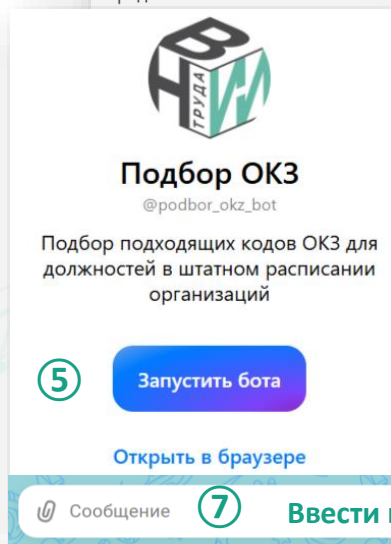 ВНИИ
ТРУДА
Подбор ОКЗ
@podbor_okz_bot
Подбор подходящих кодов ОКЗ для
должностей в штатном расписании
организаций
5 Запустить бота
Открыть в браузере
Сообщение 7 Ввести